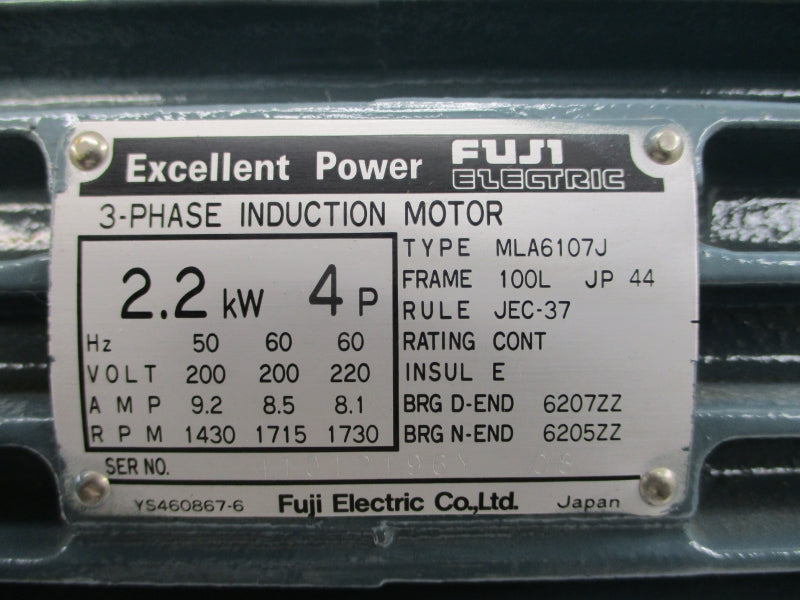 Excellent Power FUJI ELECTRIC
3-PHASE INDUCTION MOTOR
2.2 kW 4 P
Hz 50 60 60
VOLT 200 200 220
AMP 9.2 8.5 8.1
RPM 1430 1715 1730
TYPE MLA6107J
FRAME 100L JP 44
RULE JEC-37
RATING CONT
INSUL E
BRG D-END 6207ZZ
BRG N-END 6205ZZ
SER NO.
YS460867-6 Fuji Electric Co.,Ltd. Japan